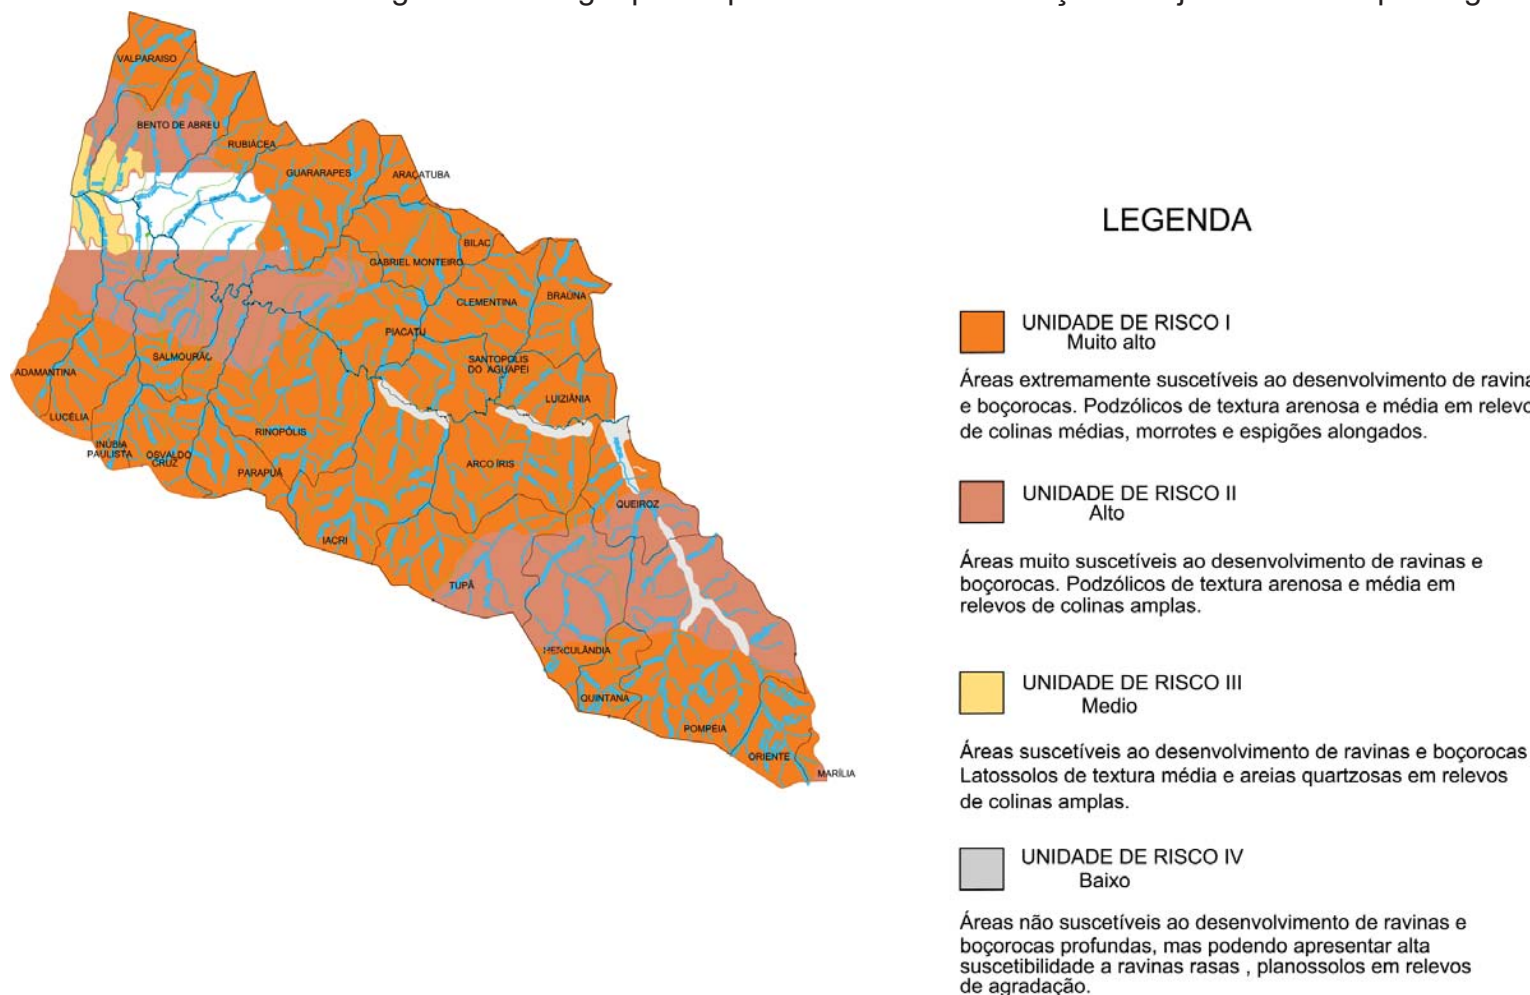 VALPARAISO
BENTO DE ABREU
RUBIÁCEA
GUARARAPES
ARAÇATUBA
BILAC
GABRIEL MONTEIRO
CLEMENTINA
BRAÚNA
PIACATU
SALMOURÃO
SANTOPOLIS
DO AGUAPEI
ADAMANTINA
LUIZIÂNIA
LUCÉLIA
RINOPÓLIS
INÚBIA
PAULISTA
OSVALDO
CRUZ
PARAPUÃ
ARCO ÍRIS
QUEIROZ
IACRI
TUPÃ
HERCULÂNDIA
QUINTANA
POMPÉIA
ORIENTE
MARÍLIA
LEGENDA
UNIDADE DE RISCO I
Muito alto
Áreas extremamente suscetíveis ao desenvolvimento de ravina
e boçorocas. Podzólicos de textura arenosa e média em relevo
de colinas médias, morrotes e espigões alongados.
UNIDADE DE RISCO II
Alto
Áreas muito suscetíveis ao desenvolvimento de ravinas e
boçorocas. Podzólicos de textura arenosa e média em
relevos de colinas amplas.
UNIDADE DE RISCO III
Medio
Áreas suscetíveis ao desenvolvimento de ravinas e boçorocas
Latossolos de textura média e areias quartzosas em relevos
de colinas amplas.
UNIDADE DE RISCO IV
Baixo
Áreas não suscetíveis ao desenvolvimento de ravinas e
boçorocas profundas, mas podendo apresentar alta
suscetibilidade a ravinas rasas , planossolos em relevos
de agradação.